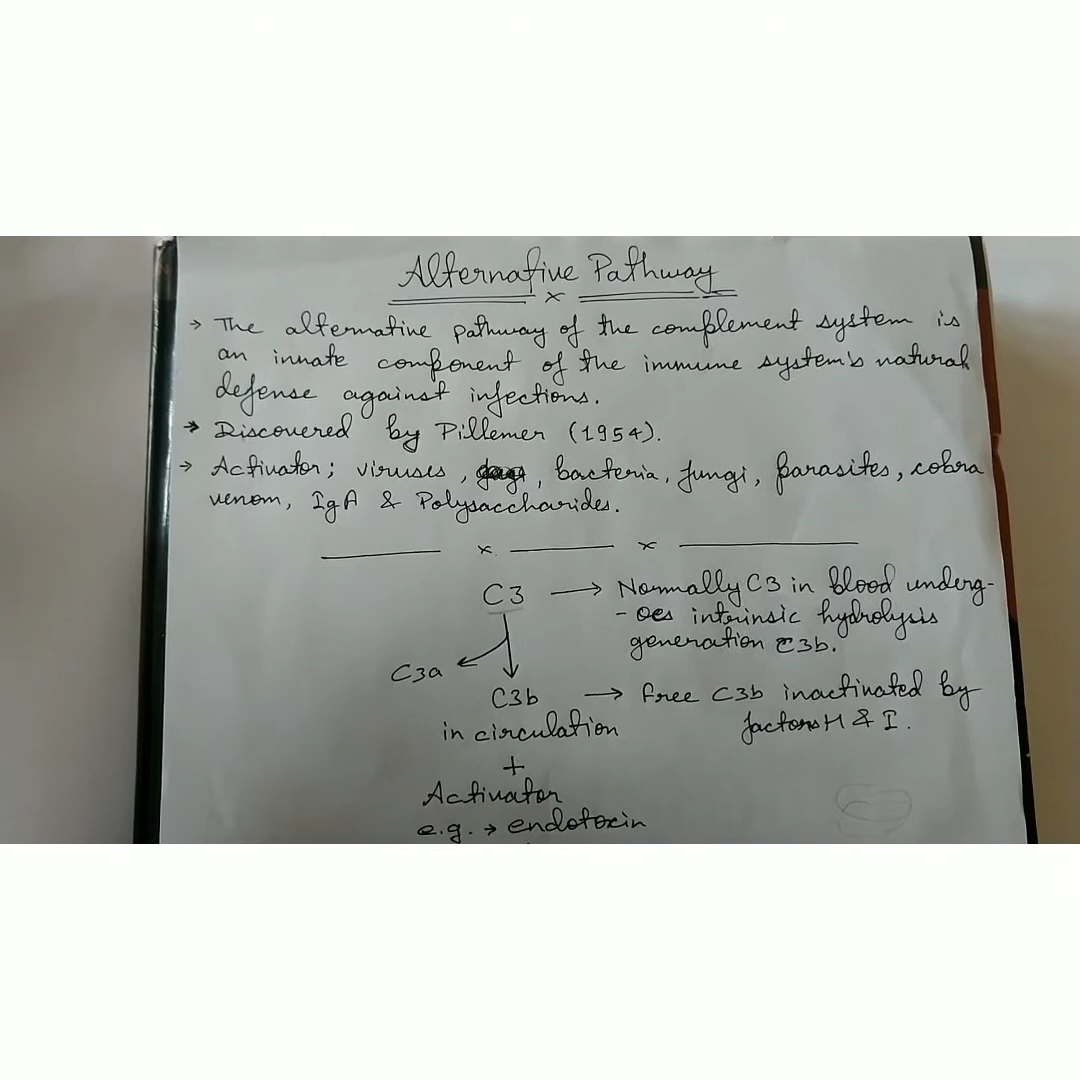 Alternative Pathway
→ The alternative pathway of the complement system is
an innate component of the immune system's natural
defense against infections.
→ Discovered by Pillemer (1954).
→ Activator; viruses, , bacteria, fungi, parasites, cobra
venom, IgA & Polysaccharides.
C3 → Normally C3 in blood underg-
-oes intrinsic hydrolysis
generation C3b.
C3a
C3b → free C3b inactivated by
in circulation factors H & I.
+
Activator
e.g. → endotoxin